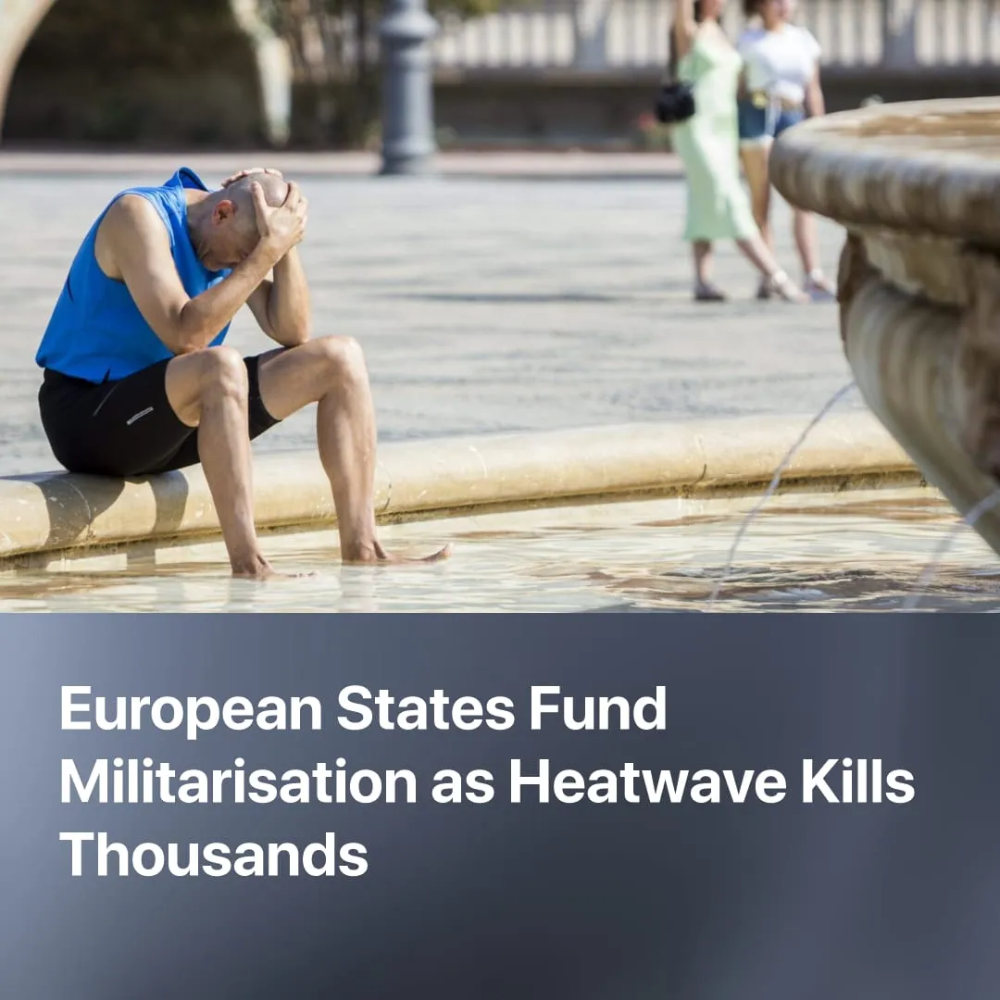 European States Fund
Militarisation as Heatwave Kills
Thousands